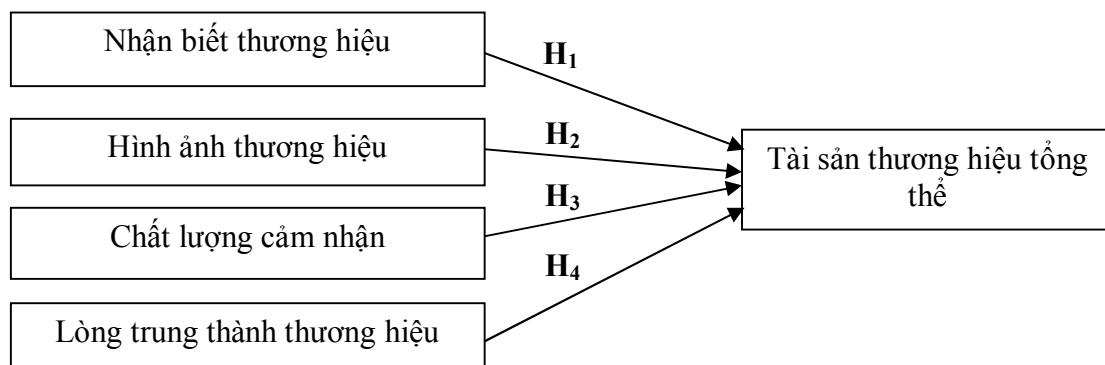 Nhận biết thương hiệu
H1
Hình ảnh thương hiệu
H2
Tài sản thương hiệu tổng
thể
H3
Chất lượng cảm nhận
H4
Lòng trung thành thương hiệu